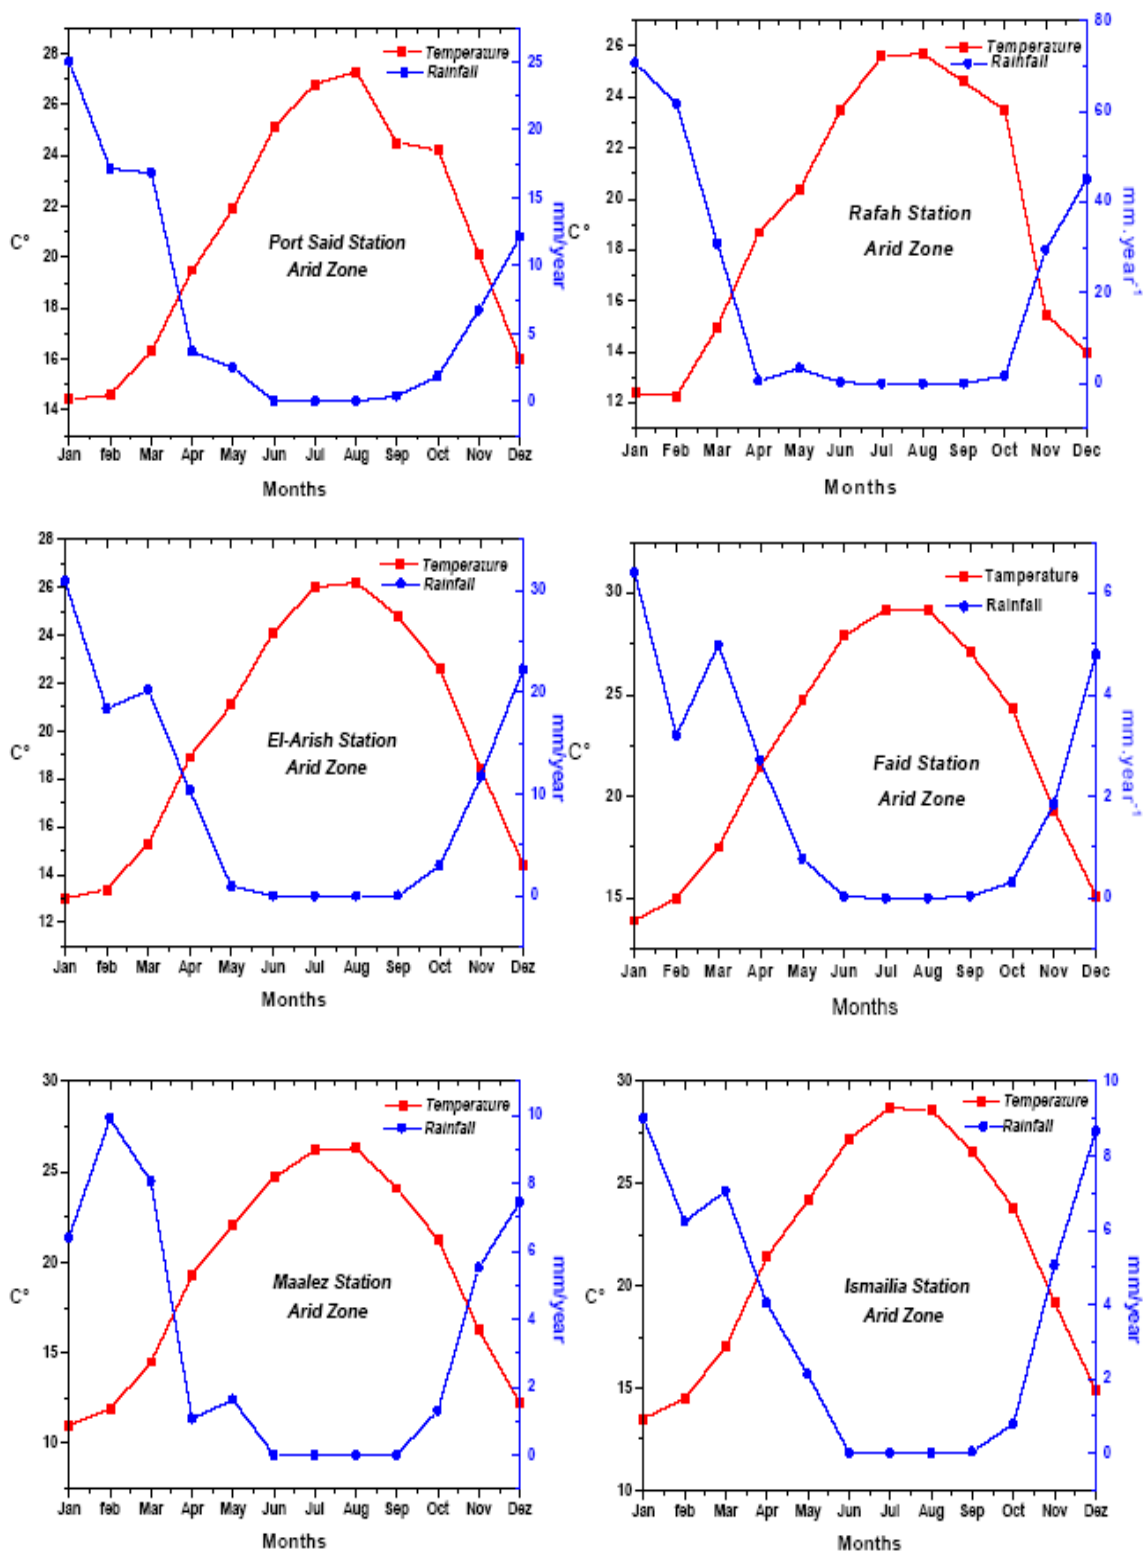 28
26
24
22
20
18
16
14
C°
Temperature
Rainfall
Port Said Station
Arid Zone
25
20
15
10
5
0
mm/year
Jan feb Mar Apr May Jun Jul Aug Sep Oct Nov Dez
Months
26
24
22
20
18
16
14
12
C°
Temperature
Rainfall
Rafah Station
Arid Zone
80
60
40
20
0
mm.year-1
Jan Feb Mar Apr May Jun Jul Aug Sep Oct Nov Dec
Months
28
26
24
22
20
18
16
14
12
C°
Temperature
Rainfall
El-Arish Station
Arid Zone
30
20
10
0
mm/year
Jan feb Mar Apr May Jun Jul Aug Sep Oct Nov Dez
Months
30
25
20
15
C°
Tamperature
Rainfall
Faid Station
Arid Zone
6
4
2
0
mm.year-1
Jan Feb Mar Apr May Jun Jul Aug Sep Oct Nov Dec
Months
30
25
20
15
10
C°
Temperature
Rainfall
Maalez Station
Arid Zone
10
8
6
4
2
0
mm/year
Jan feb Mar Apr May Jun Jul Aug Sep Oct Nov Dez
Months
30
25
20
15
10
C°
Temperature
Rainfall
Ismailia Station
Arid Zone
10
8
6
4
2
0
mm/year
Jan Feb Mar Apr May Jun Jul Aug Sep Oct Nov Dez
Months